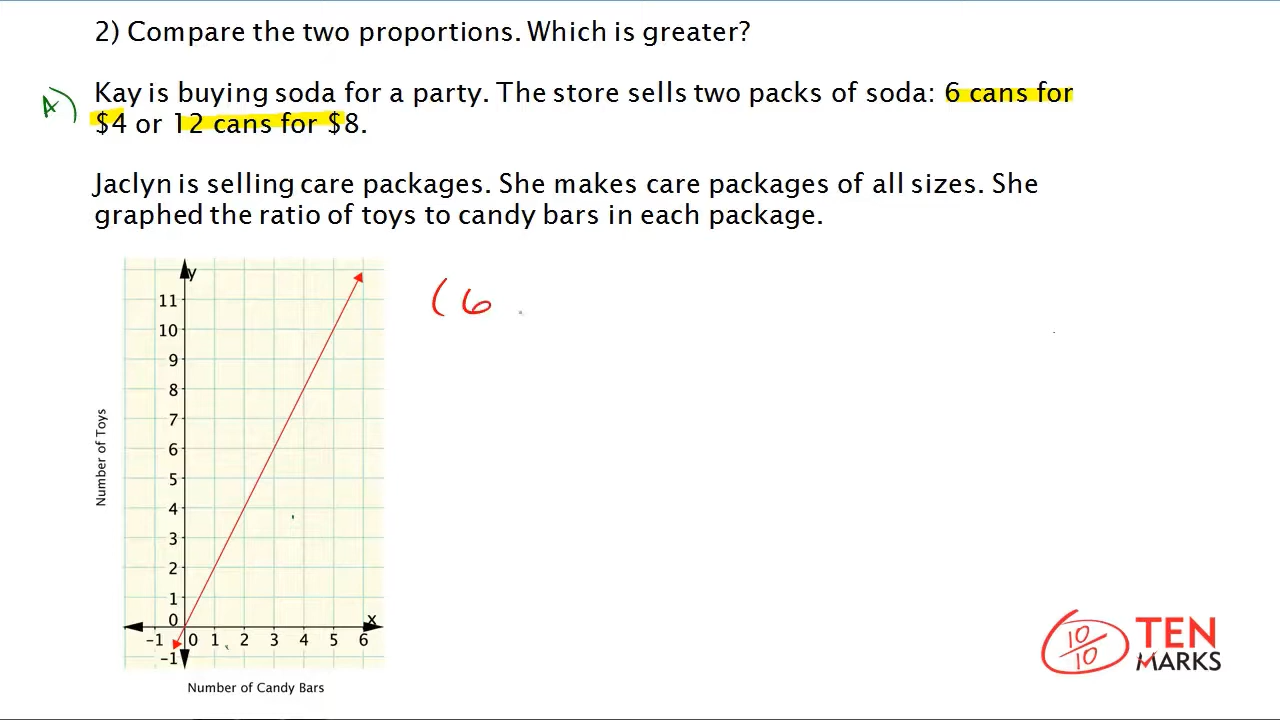 2) Compare the two proportions. Which is greater?
A) Kay is buying soda for a party. The store sells two packs of soda: 6 cans for
$4 or 12 cans for $8.
Jaclyn is selling care packages. She makes care packages of all sizes. She
graphed the ratio of toys to candy bars in each package.
y
(6
11
10
9
8
7
6
5
4
3
2
1
0
x
-1 0 1 2 3 4 5 6
-1
Number of Toys
Number of Candy Bars
10
10
TEN
MARKS